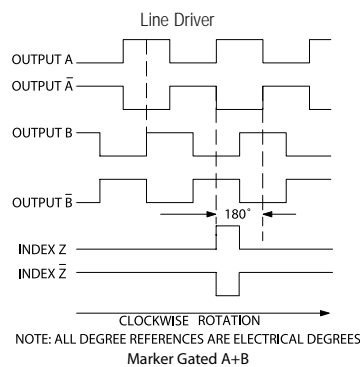 Line Driver
OUTPUT A
OUTPUT A̅
OUTPUT B
OUTPUT B̅
180°
INDEX Z
INDEX Z̅
CLOCKWISE ROTATION
NOTE: ALL DEGREE REFERENCES ARE ELECTRICAL DEGREES
Marker Gated A+B